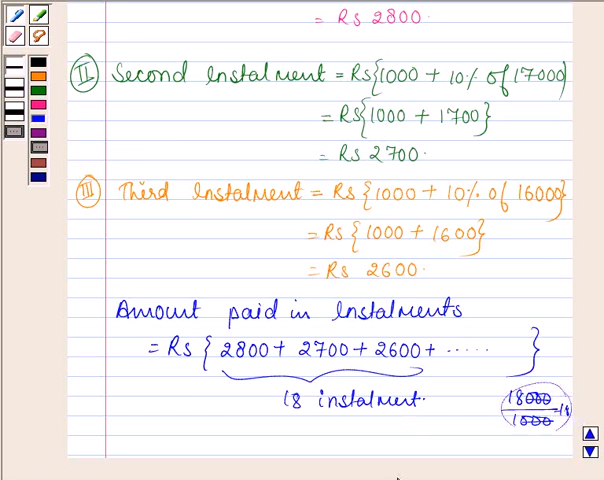 = Rs 2800.
II Second Instalment = Rs{1000 + 10% of 17000}
= Rs{1000 + 1700}
= Rs 2700.
III Third Instalment = Rs {1000 + 10% of 16000}
= Rs {1000 + 1600}
= Rs 2600.
Amount paid in Instalments
= Rs { 2800 + 2700 + 2600 + ...... }
18 instalment.
18000/1000 = 18